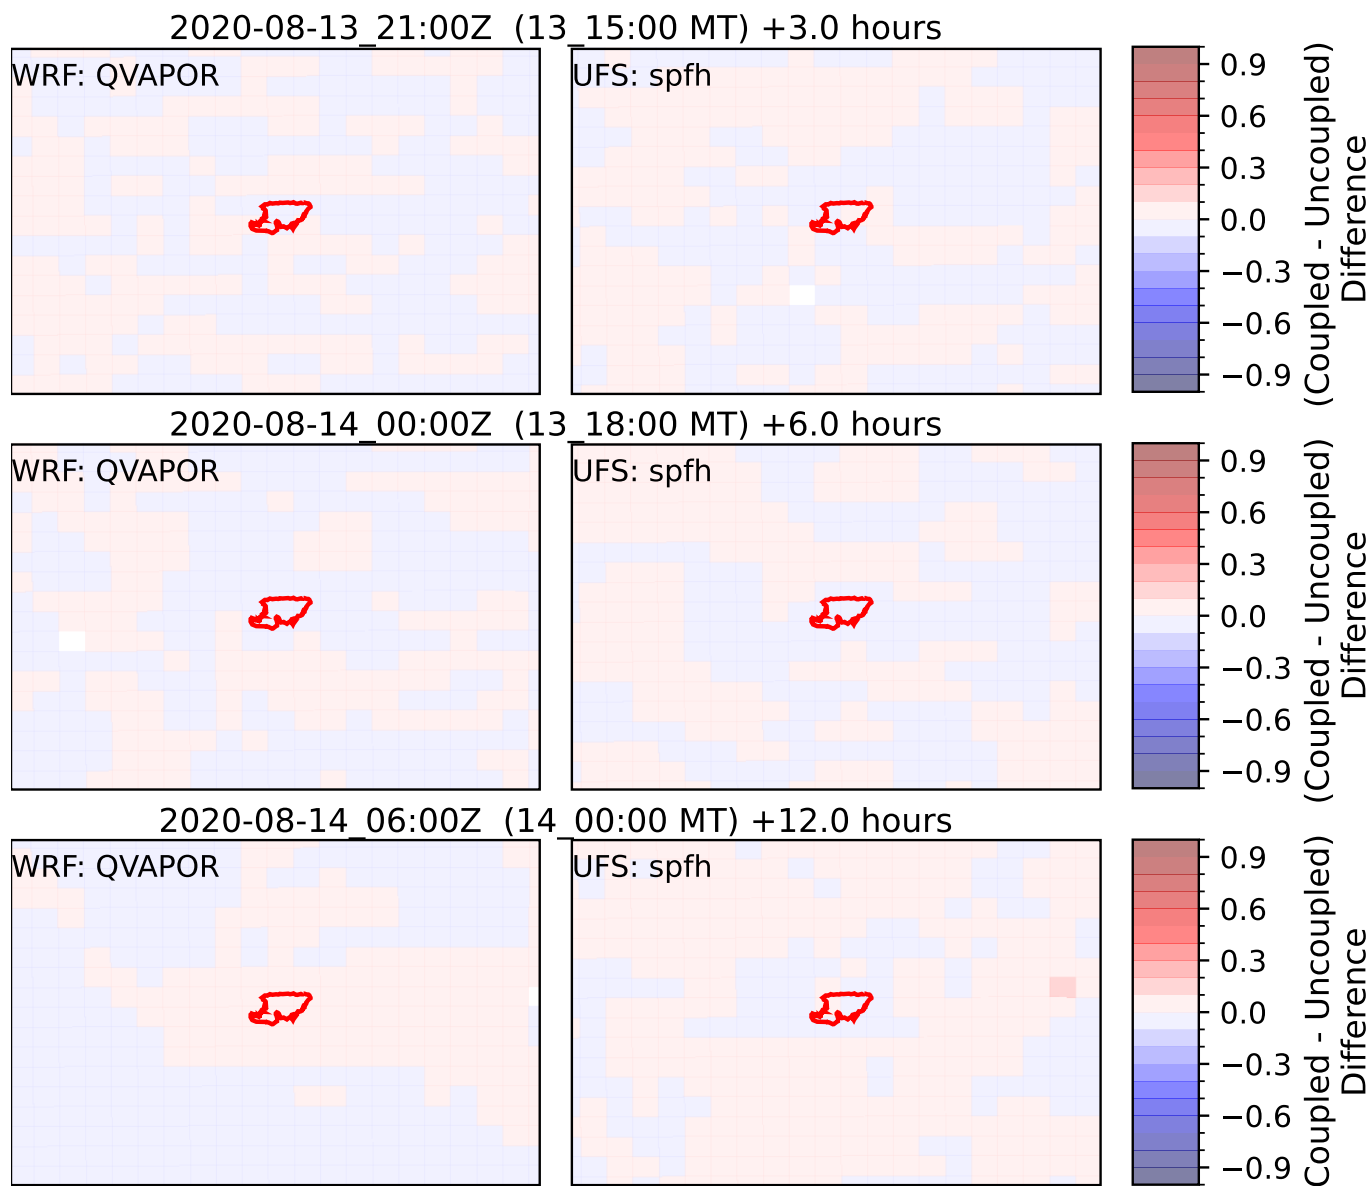 2020-08-13_21:00Z  (13_15:00 MT) +3.0 hours
WRF: QVAPOR
UFS: spfh
0.9
0.6
0.3
0.0
−0.3
−0.6
−0.9
(Coupled - Uncoupled)
Difference
2020-08-14_00:00Z  (13_18:00 MT) +6.0 hours
WRF: QVAPOR
UFS: spfh
0.9
0.6
0.3
0.0
−0.3
−0.6
−0.9
(Coupled - Uncoupled)
Difference
2020-08-14_06:00Z  (14_00:00 MT) +12.0 hours
WRF: QVAPOR
UFS: spfh
0.9
0.6
0.3
0.0
−0.3
−0.6
−0.9
Coupled - Uncoupled)
Difference